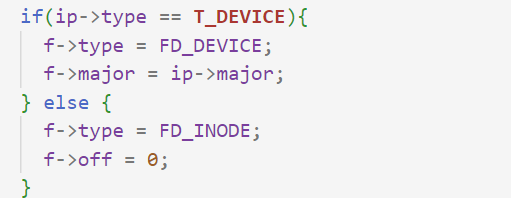 if(ip->type == T_DEVICE){
  f->type = FD_DEVICE;
  f->major = ip->major;
} else {
  f->type = FD_INODE;
  f->off = 0;
}